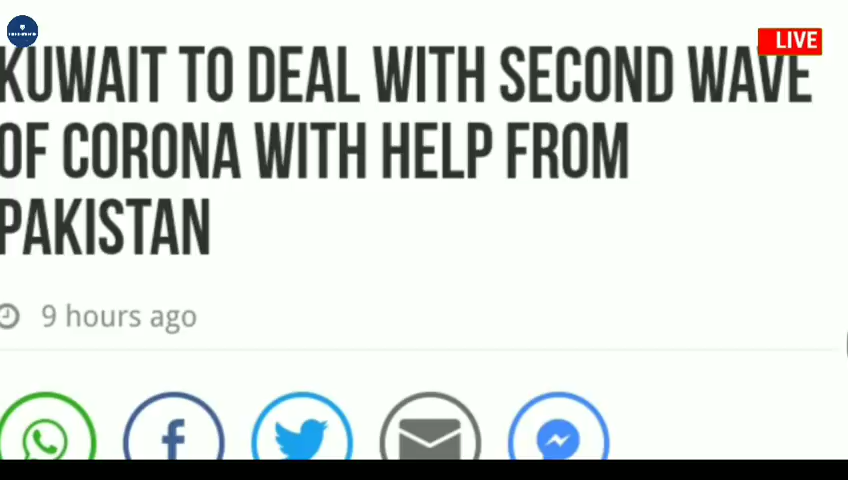 LIVE
KUWAIT TO DEAL WITH SECOND WAVE
OF CORONA WITH HELP FROM
PAKISTAN
9 hours ago